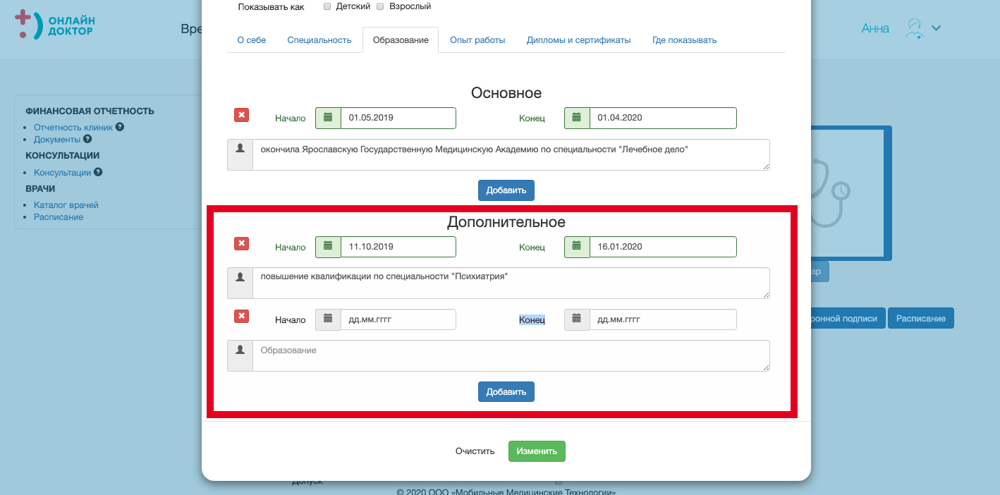 Показывать как Детский Взрослый
ОНЛАЙН
ДОКТОР
Вре
Анна
О себе Специальность Образование Опыт работы Дипломы и сертификаты Где показывать
ФИНАНСОВАЯ ОТЧЕТНОСТЬ
Отчетность клиник
Документы
КОНСУЛЬТАЦИИ
Консультации
ВРАЧИ
Каталог врачей
Расписание
Основное
Начало 01.05.2019 Конец 01.04.2020
окончила Ярославскую Государственную Медицинскую Академию по специальности "Лечебное дело"
Добавить
Дополнительное
Начало 11.10.2019 Конец 16.01.2020
повышение квалификации по специальности "Психиатрия"
Начало дд.мм.гггг Конец дд.мм.гггг
Образование
Добавить
Очистить Изменить
ар
ронной подписи Расписание
Допуск
© 2020 ООО «Мобильные Медицинские Технологии»